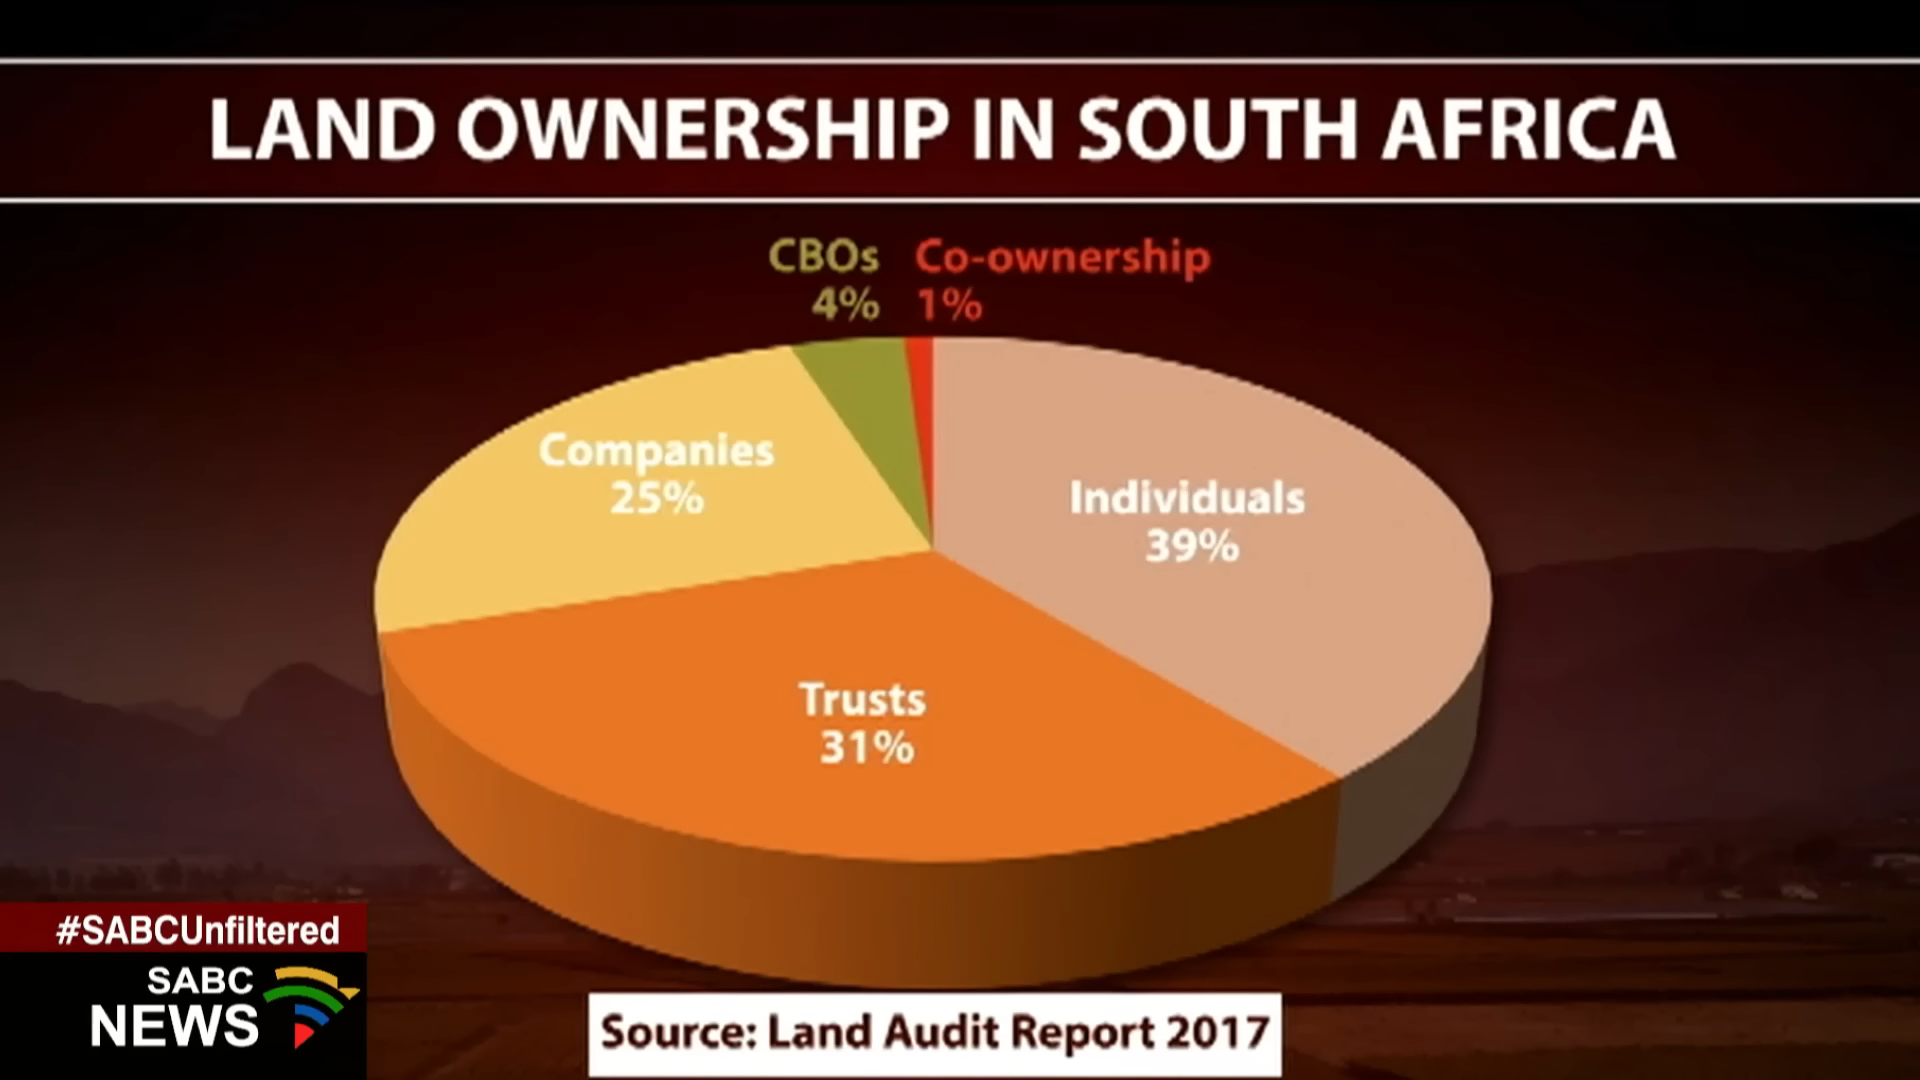 LAND OWNERSHIP IN SOUTH AFRICA
CBOs
4%
Co-ownership
1%
Companies
25%
Individuals
39%
Trusts
31%
#SABCUnfiltered
SABC
NEWS
Source: Land Audit Report 2017